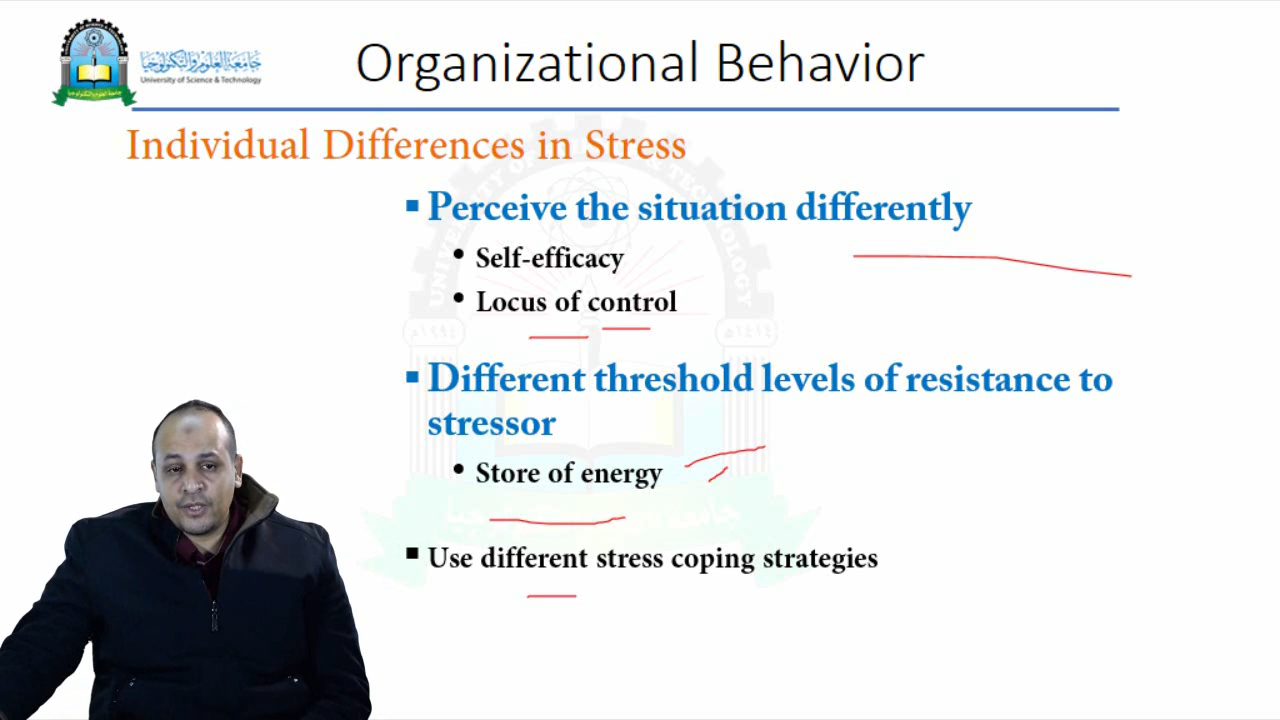 جامعة العلوم والتكنولوجيا
University of Science & Technology
Organizational Behavior
Individual Differences in Stress
▪ Perceive the situation differently
• Self-efficacy
• Locus of control
▪ Different threshold levels of resistance to
stressor
• Store of energy
▪ Use different stress coping strategies